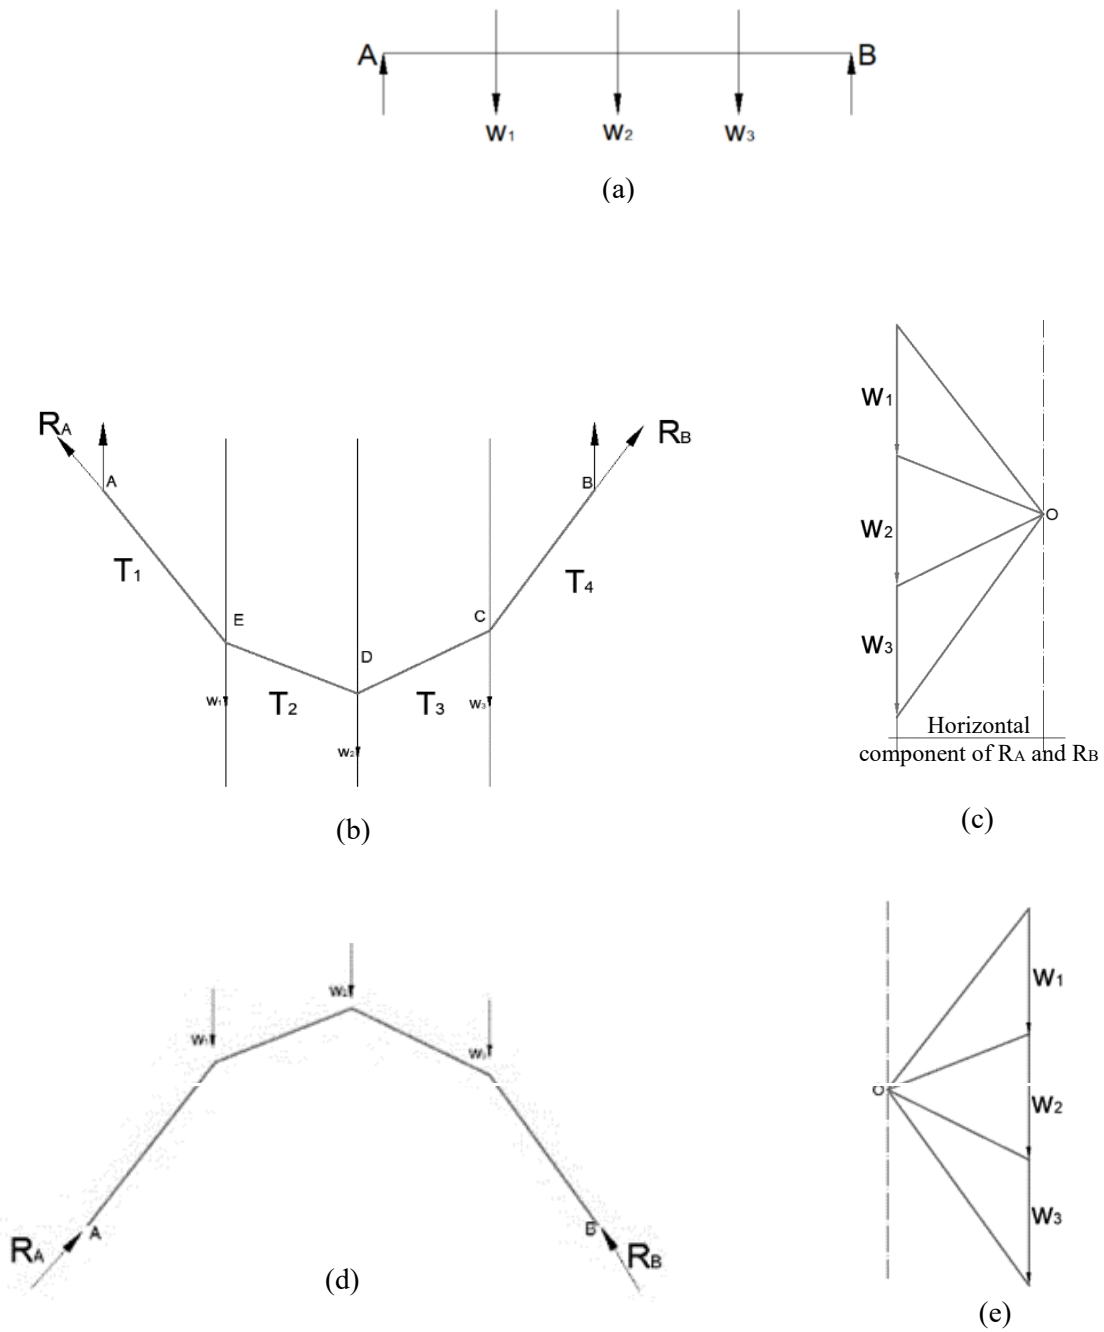 A B
W1 W2 W3
(a)
RA RB
A B
T1 T4
E C
D
W1 T2 T3 W3
W2
(b)
W1
O
W2
W3
Horizontal
component of RA and RB
(c)
W1 W2 W3
A B
RA RB
(d)
W1
O
W2
W3
(e)